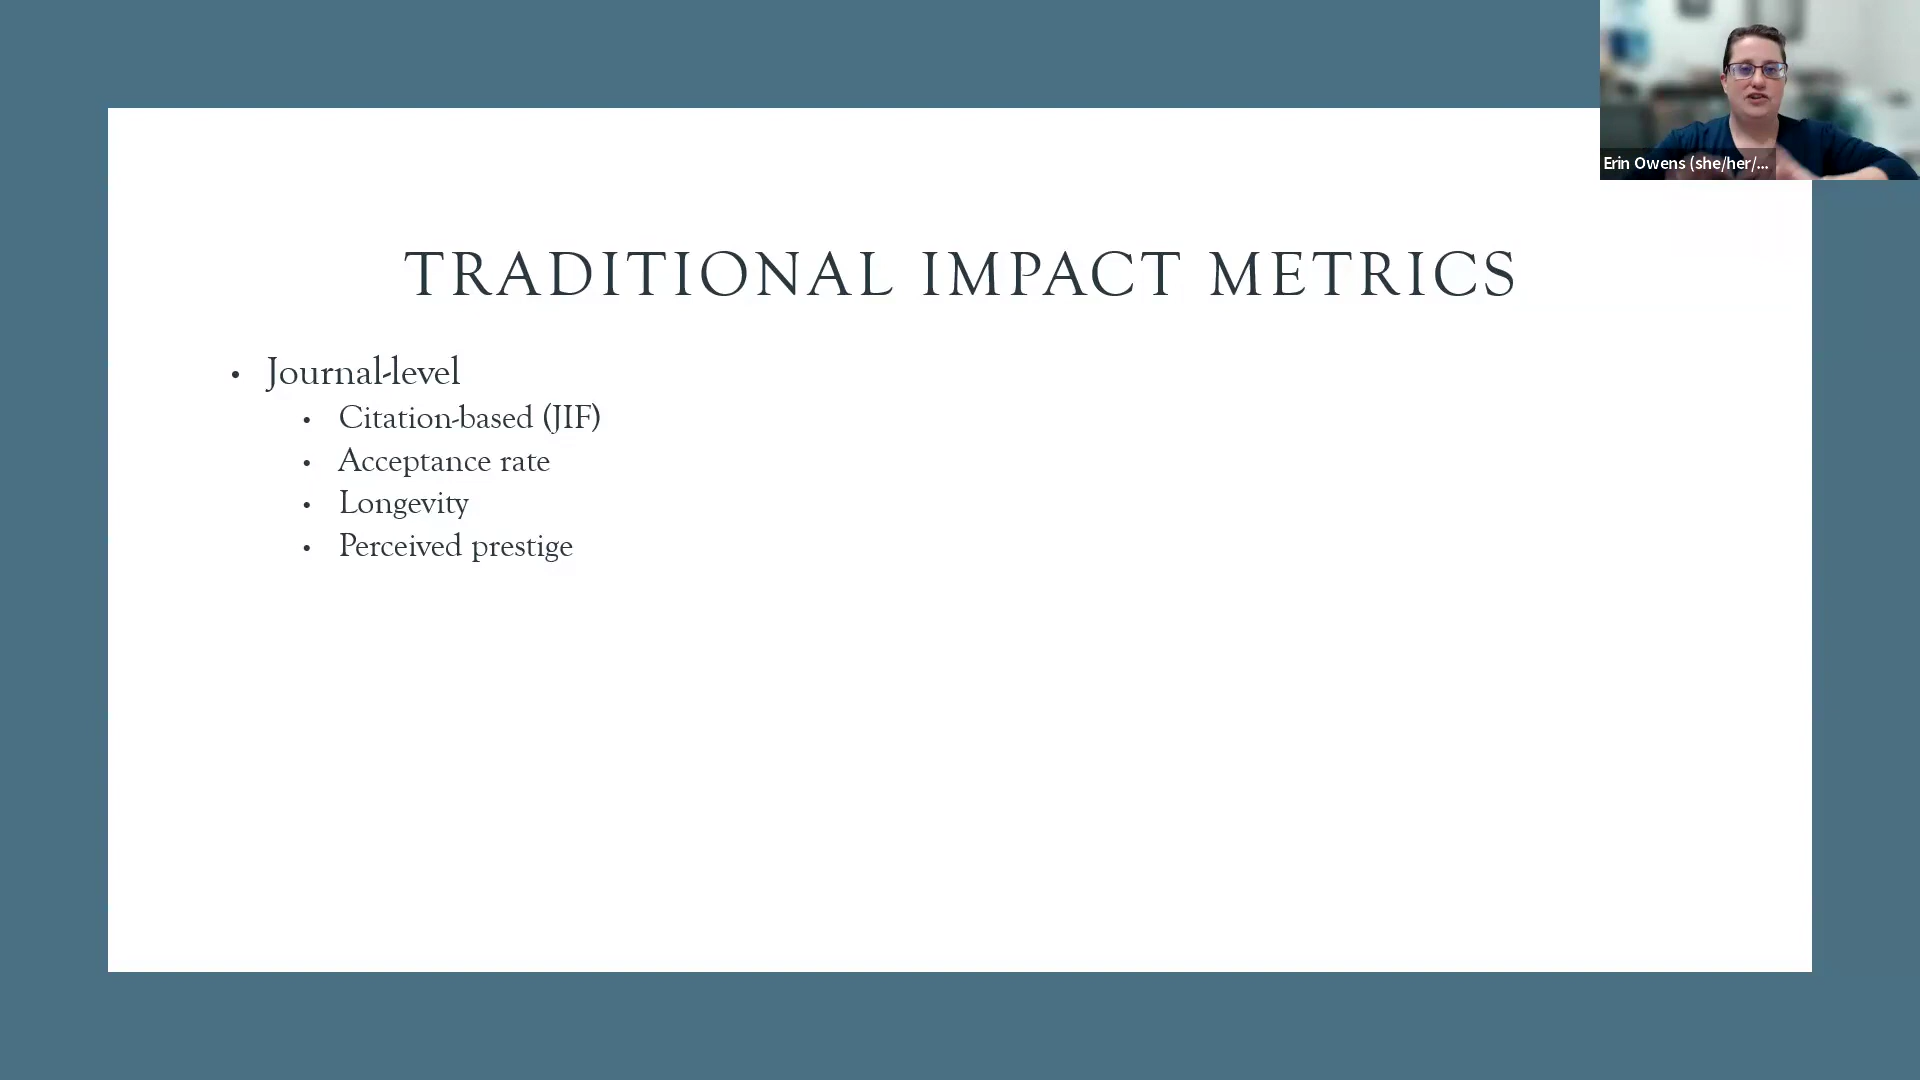 TRADITIONAL IMPACT METRICS
• Journal-level
• Citation-based (JIF)
• Acceptance rate
• Longevity
• Perceived prestige
Erin Owens (she/her/...